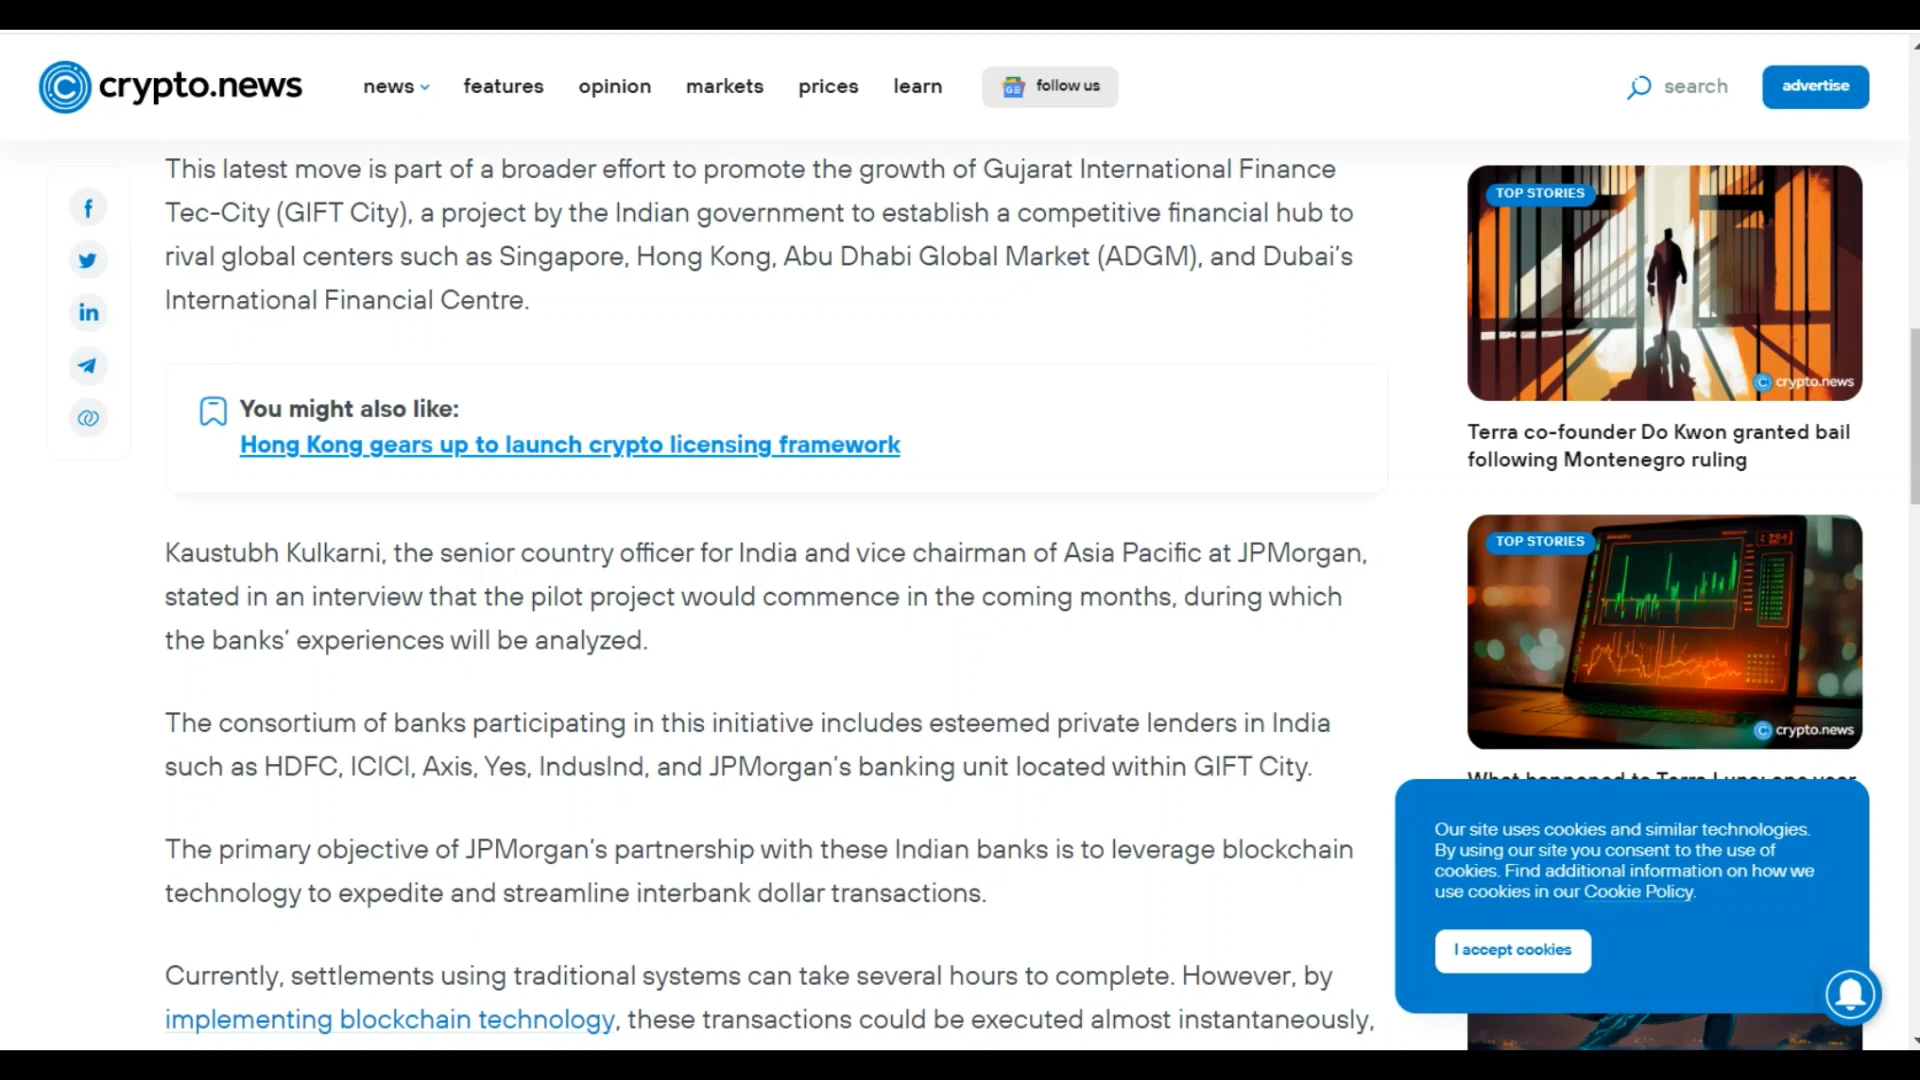 crypto.news
news
features
opinion
markets
prices
learn
GE
follow us
search
advertise
This latest move is part of a broader effort to promote the growth of Gujarat International Finance
Tec-City (GIFT City), a project by the Indian government to establish a competitive financial hub to
rival global centers such as Singapore, Hong Kong, Abu Dhabi Global Market (ADGM), and Dubai’s
International Financial Centre.
You might also like:
Hong Kong gears up to launch crypto licensing framework
Kaustubh Kulkarni, the senior country officer for India and vice chairman of Asia Pacific at JPMorgan,
stated in an interview that the pilot project would commence in the coming months, during which
the banks’ experiences will be analyzed.
The consortium of banks participating in this initiative includes esteemed private lenders in India
such as HDFC, ICICI, Axis, Yes, IndusInd, and JPMorgan’s banking unit located within GIFT City.
The primary objective of JPMorgan’s partnership with these Indian banks is to leverage blockchain
technology to expedite and streamline interbank dollar transactions.
Currently, settlements using traditional systems can take several hours to complete. However, by
implementing blockchain technology, these transactions could be executed almost instantaneously,
TOP STORIES
crypto.news
Terra co-founder Do Kwon granted bail
following Montenegro ruling
TOP STORIES
crypto.news
What happened to Terra Luna: one year
Our site uses cookies and similar technologies.
By using our site you consent to the use of
cookies. Find additional information on how we
use cookies in our Cookie Policy.
I accept cookies